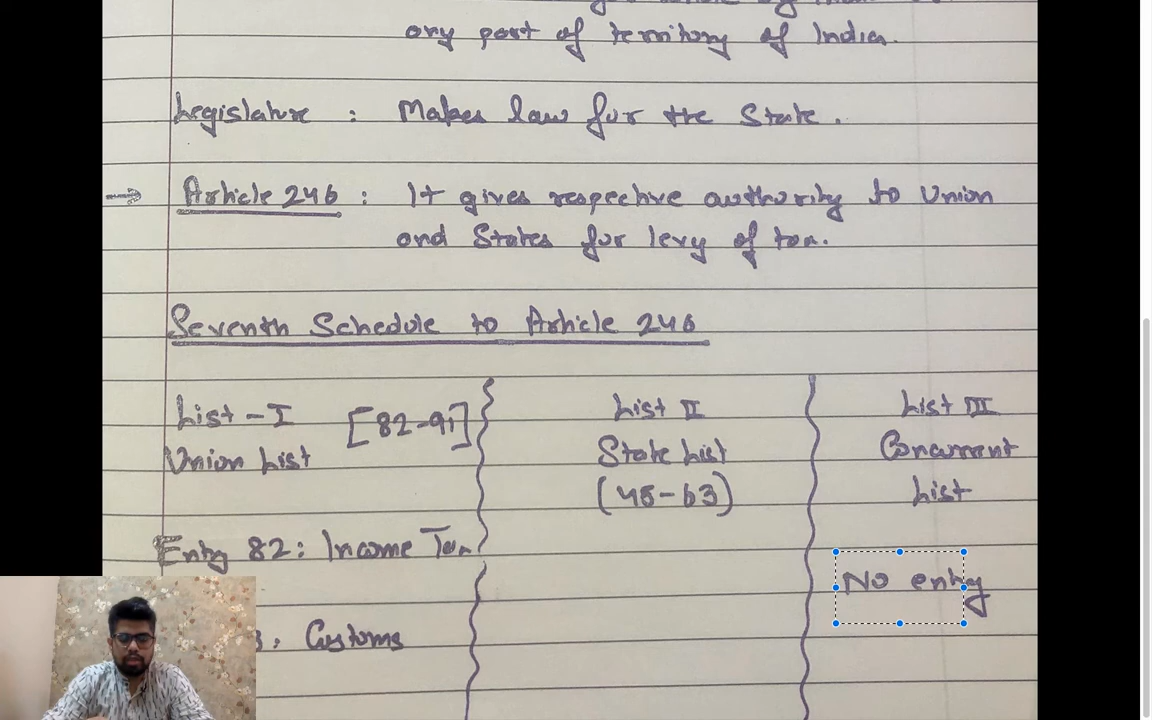 any part of territory of India.
Legislature : Makes law for the State.
→ Article 246 : It gives respective authority to Union
and States for levy of tax.
Seventh Schedule to Article 246
List - I [82-91]
Union List
List II
State List
(45-63)
List III
Concurrent
List
Entry 82: Income Tax
No entry
3, Customs